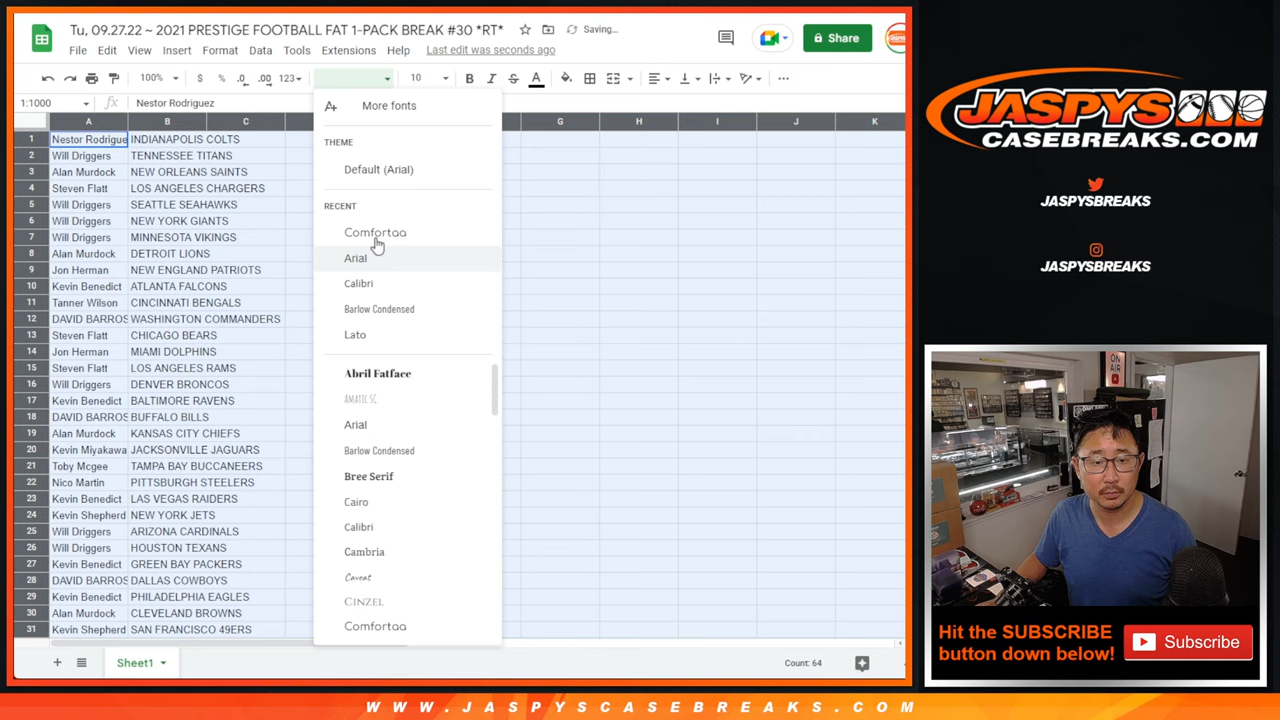 Tu, 09.27.22 ~ 2021 PRESTIGE FOOTBALL FAT 1-PACK BREAK #30 *RT*
Saving...
File Edit View Insert Format Data Tools Extensions Help Last edit was seconds ago
Share
100% $ % .0 .00 123 10 B I S A
1:1000 fx Nestor Rodriguez
A B C G H I J K
1 Nestor Rodrigue INDIANAPOLIS COLTS
2 Will Driggers TENNESSEE TITANS
3 Alan Murdock NEW ORLEANS SAINTS
4 Steven Flatt LOS ANGELES CHARGERS
5 Will Driggers SEATTLE SEAHAWKS
6 Will Driggers NEW YORK GIANTS
7 Will Driggers MINNESOTA VIKINGS
8 Alan Murdock DETROIT LIONS
9 Jon Herman NEW ENGLAND PATRIOTS
10 Kevin Benedict ATLANTA FALCONS
11 Tanner Wilson CINCINNATI BENGALS
12 DAVID BARROS WASHINGTON COMMANDERS
13 Steven Flatt CHICAGO BEARS
14 Jon Herman MIAMI DOLPHINS
15 Steven Flatt LOS ANGELES RAMS
16 Will Driggers DENVER BRONCOS
17 Kevin Benedict BALTIMORE RAVENS
18 DAVID BARROS BUFFALO BILLS
19 Alan Murdock KANSAS CITY CHIEFS
20 Kevin Miyakawa JACKSONVILLE JAGUARS
21 Toby Mcgee TAMPA BAY BUCCANEERS
22 Nico Martin PITTSBURGH STEELERS
23 Kevin Benedict LAS VEGAS RAIDERS
24 Kevin Shepherd NEW YORK JETS
25 Will Driggers ARIZONA CARDINALS
26 Will Driggers HOUSTON TEXANS
27 Kevin Benedict GREEN BAY PACKERS
28 DAVID BARROS DALLAS COWBOYS
29 Kevin Benedict PHILADELPHIA EAGLES
30 Alan Murdock CLEVELAND BROWNS
31 Kevin Shepherd SAN FRANCISCO 49ERS
More fonts
THEME
Default (Arial)
RECENT
Comfortaa
Arial
Calibri
Barlow Condensed
Lato
Abril Fatface
AMATIC SC
Arial
Barlow Condensed
Bree Serif
Cairo
Calibri
Cambria
Caveat
CINZEL
Comfortaa
Sheet1
Count: 64
JASPYS
CASEBREAKS.COM
JASPYSBREAKS
JASPYSBREAKS
ON
AIR
Hit the SUBSCRIBE
button down below!
Subscribe
WWW.JASPYSCASEBREAKS.COM